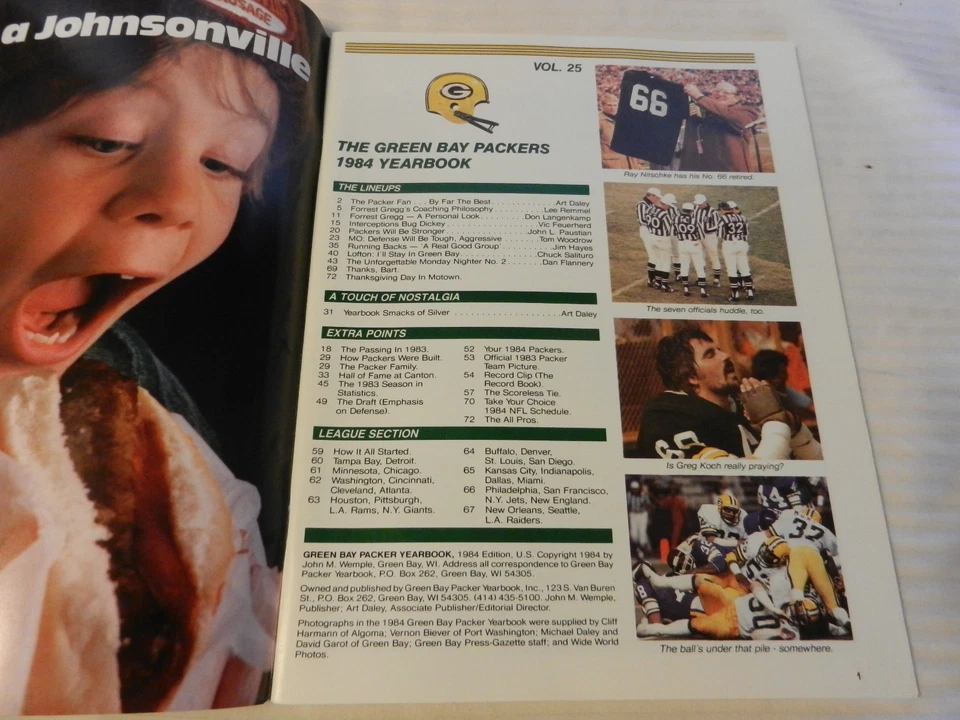 SAUSAGE
a Johnsonville
VOL. 25
G
THE GREEN BAY PACKERS
1984 YEARBOOK
THE LINEUPS
2 The Packer Fan . . . By Far The Best. . . . . . . . . . . . . Art Daley
5 Forrest Gregg's Coaching Philosophy . . . . . . . . . . . Lee Remmel
11 Forrest Gregg — A Personal Look. . . . . . . . . . Don Langenkamp
15 Interceptions Bug Dickey . . . . . . . . . . . . . . . . . Vic Feuerherd
20 Packers Will Be Stronger . . . . . . . . . . . . . . . John L. Paustian
23 MO: Defense Will Be Tough, Aggressive . . . . . . . . Tom Woodrow
35 Running Backs — 'A Real Good Group' . . . . . . . . . . . Jim Hayes
40 Lofton: I'll Stay In Green Bay. . . . . . . . . . . . . . . Chuck Salituro
43 The Unforgettable Monday Nighter No. 2 . . . . . . . Dan Flannery
69 Thanks, Bart.
72 Thanksgiving Day In Motown.
A TOUCH OF NOSTALGIA
31 Yearbook Smacks of Silver . . . . . . . . . . . . . . . . . . . . Art Daley
EXTRA POINTS
18 The Passing In 1983.
29 How Packers Were Built.
29 The Packer Family.
33 Hall of Fame at Canton.
45 The 1983 Season in
Statistics.
49 The Draft (Emphasis
on Defense).
52 Your 1984 Packers.
53 Official 1983 Packer
Team Picture.
54 Record Clip (The
Record Book).
57 The Scoreless Tie.
70 Take Your Choice
1984 NFL Schedule.
72 The All Pros.
LEAGUE SECTION
59 How It All Started.
60 Tampa Bay, Detroit.
61 Minnesota, Chicago.
62 Washington, Cincinnati,
Cleveland, Atlanta.
63 Houston, Pittsburgh,
L.A. Rams, N.Y. Giants.
64 Buffalo, Denver,
St. Louis, San Diego.
65 Kansas City, Indianapolis,
Dallas, Miami.
66 Philadelphia, San Francisco,
N.Y. Jets, New England.
67 New Orleans, Seattle,
L.A. Raiders.
GREEN BAY PACKER YEARBOOK, 1984 Edition, U.S. Copyright 1984 by
John M. Wemple, Green Bay, WI. Address all correspondence to Green Bay
Packer Yearbook, P.O. Box 262, Green Bay, WI 54305.
Owned and published by Green Bay Packer Yearbook, Inc., 123 S. Van Buren
St., P.O. Box 262, Green Bay, WI 54305. (414) 435-5100. John M. Wemple,
Publisher; Art Daley, Associate Publisher/Editorial Director.
Photographs in the 1984 Green Bay Packer Yearbook were supplied by Cliff
Harmann of Algoma; Vernon Biever of Port Washington; Michael Daley and
David Garot of Green Bay; Green Bay Press-Gazette staff; and Wide World
Photos.
66
Ray Nitschke has his No. 66 retired.
32
The seven officials huddle, too.
68
Is Greg Koch really praying?
44
37
The ball's under that pile - somewhere.
1